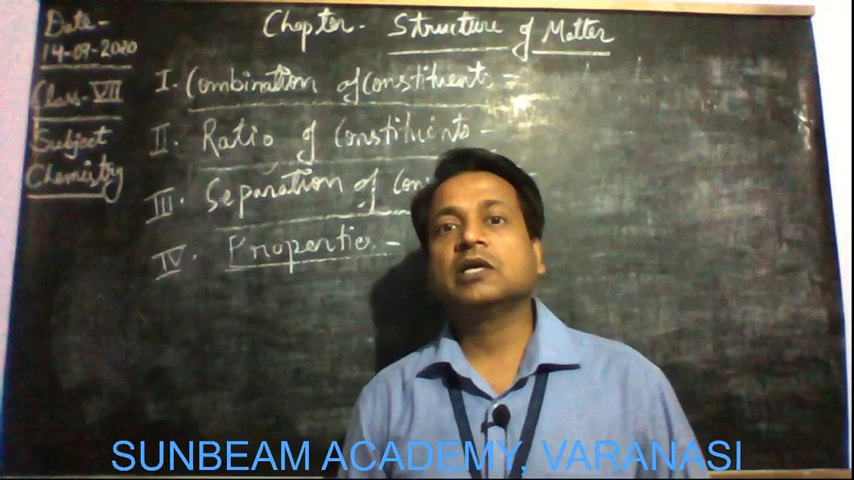 Date-
14-09-2020
Class-VII
Subject
Chemistry
Chapter- Structure of Matter
I. Combination of Constituents-
II. Ratio of Constituents-
III. Separation of
IV. Properties-
SUNBEAM ACADEMY, VARANASI